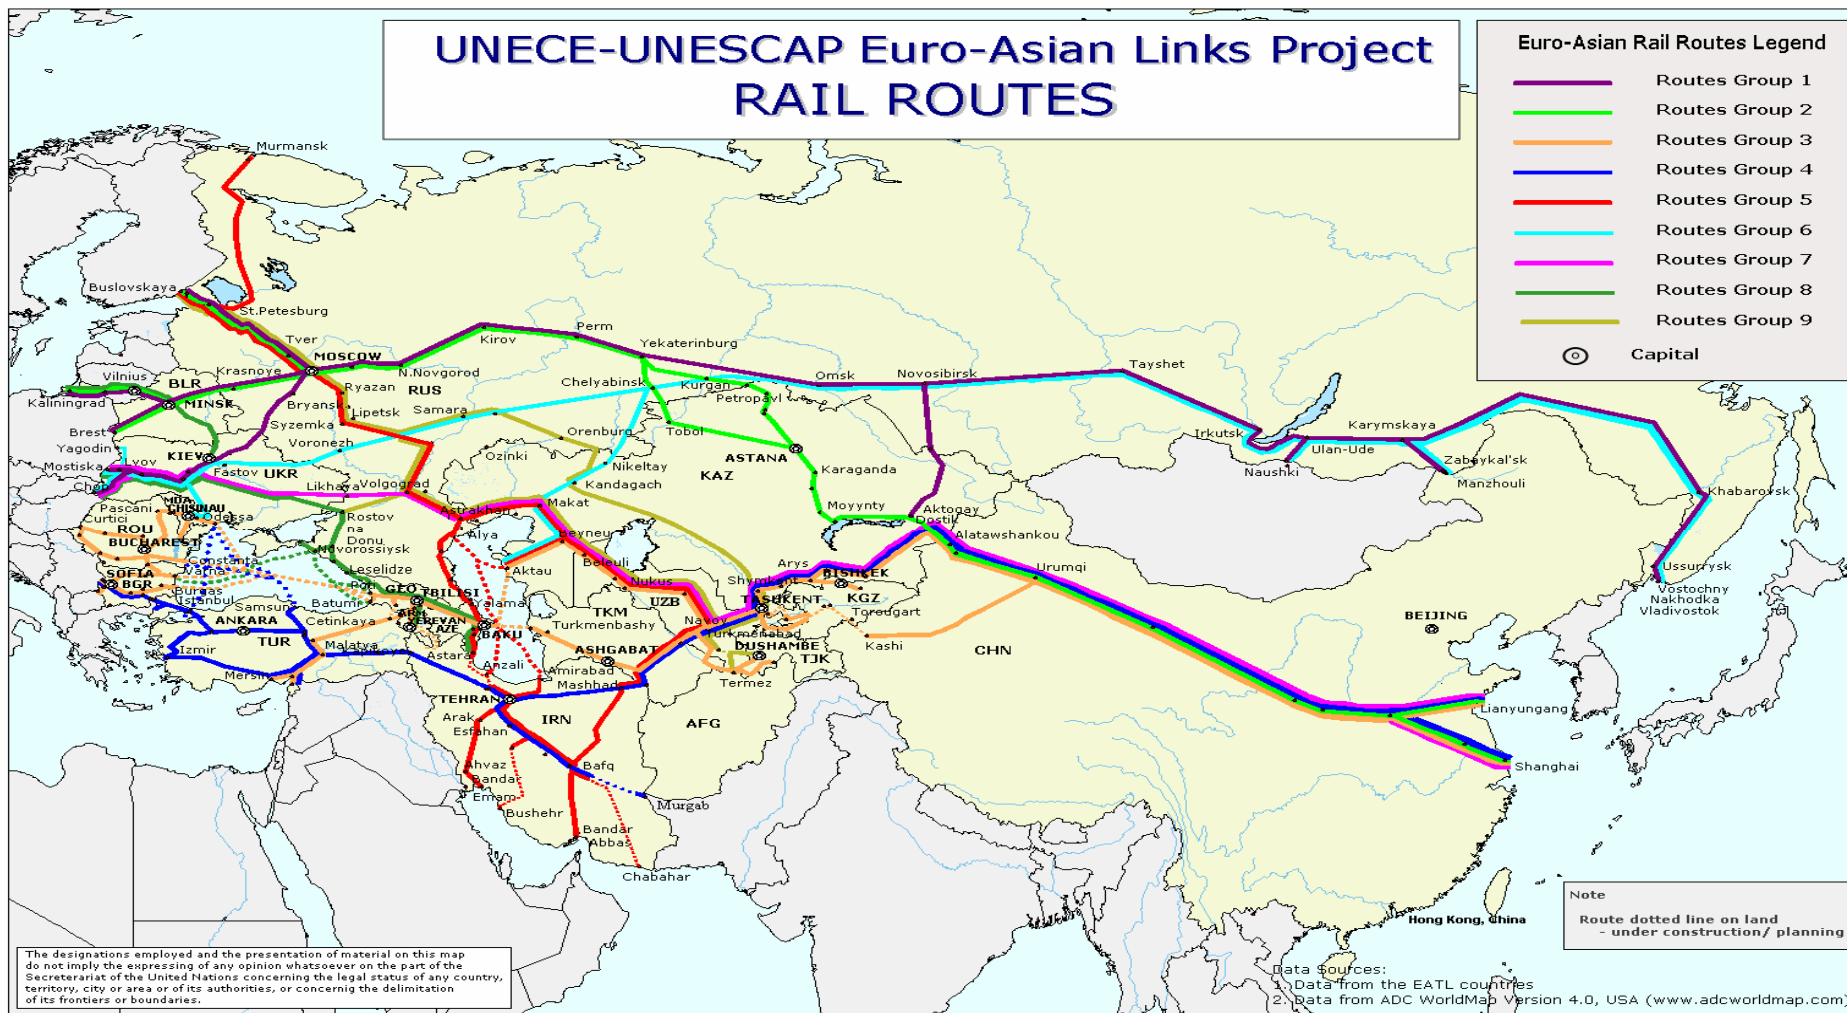 UNECE-UNESCAP Euro-Asian Links Project
RAIL ROUTES
Euro-Asian Rail Routes Legend
Routes Group 1
Routes Group 2
Routes Group 3
Routes Group 4
Routes Group 5
Routes Group 6
Routes Group 7
Routes Group 8
Routes Group 9
Capital
Murmansk
Buslovskaya
St.Petesburg
Tver
MOSCOW
Kirov
Perm
Yekaterinburg
Tayshet
Vilnius
BLR
Krasnoye
N.Novgorod
Ryazan
RUS
Chelyabinsk
Kurgan
Petropavl
Omsk
Novosibirsk
Kaliningrad
MINSK
Bryansk
Lipetsk
Samara
Syzemka
Brest
Voronezh
Orenburg
Tobol
Irkutsk
Karymskaya
Yagodin
KIEV
Lvov
Mostiska
Fastov
UKR
Ozinki
Nikeltay
ASTANA
KAZ
Karaganda
Ulan-Ude
Naushki
Zabaykal'sk
Manzhouli
Chop
Likhaya
Volgograd
Kandagach
Khabarovsk
MDA
CHISINAU
Pascani
Curtici
ROU
Odessa
Rostov
na
Donu
Astrakhan
Makat
Moyynty
Aktogay
Dostik
Alatawshankou
BUCHAREST
Novorossiysk
Alya
Beyneu
Constanta
Varna
SOFIA
BGR
Leselidze
Poti
Aktau
Beleuli
Nukus
Arys
Shymkent
BISHKEK
Urumqi
Ussurrysk
Vostochny
Nakhodka
Vladivostok
Burgas
Istanbul
Samsun
Batumi
GEO
TBILISI
Yalama
TKM
UZB
TASHKENT
KGZ
Torougart
BEIJING
ANKARA
Cetinkaya
ARM
YEREVAN
AZE
BAKU
Turkmenbashy
Navoy
Turkmenabad
Kashi
Izmir
TUR
Malatya
Kapikoy
Astara
Anzali
ASHGABAT
DUSHAMBE
TJK
CHN
Mersin
Amirabad
Mashhad
Termez
TEHRAN
Arak
Esfahan
IRN
AFG
Lianyungang
Ahvaz
Bandar
Emam
Bafq
Shanghai
Bushehr
Murgab
Bandar
Abbas
Chabahar
Hong Kong, China
Note
Route dotted line on land
- under construction/ planning
The designations employed and the presentation of material on this map
do not imply the expressing of any opinion whatsoever on the part of the
Secreterariat of the United Nations concerning the legal status of any country,
territory, city or area or of its authorities, or concernig the delimitation
of its frontiers or boundaries.
Data Sources:
1. Data from the EATL countries
2. Data from ADC WorldMap Version 4.0, USA (www.adcworldmap.com)